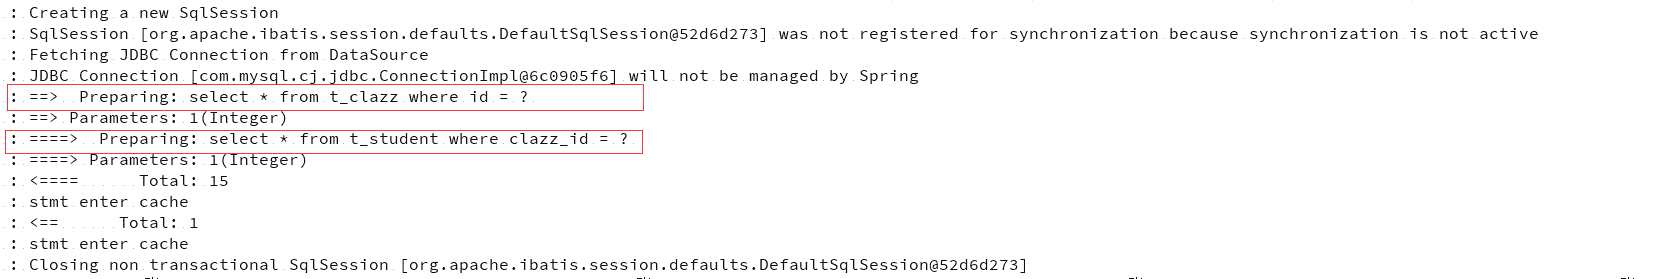 : Creating a new SqlSession
: SqlSession [org.apache.ibatis.session.defaults.DefaultSqlSession@52d6d273] was not registered for synchronization because synchronization is not active
: Fetching JDBC Connection from DataSource
: JDBC Connection [com.mysql.cj.jdbc.ConnectionImpl@6c0905f6] will not be managed by Spring
: ==>  Preparing: select * from t_clazz where id = ?
: ==> Parameters: 1(Integer)
: ====>  Preparing: select * from t_student where clazz_id = ?
: ====> Parameters: 1(Integer)
: <====      Total: 15
: stmt enter cache
: <==      Total: 1
: stmt enter cache
: Closing non transactional SqlSession [org.apache.ibatis.session.defaults.DefaultSqlSession@52d6d273]